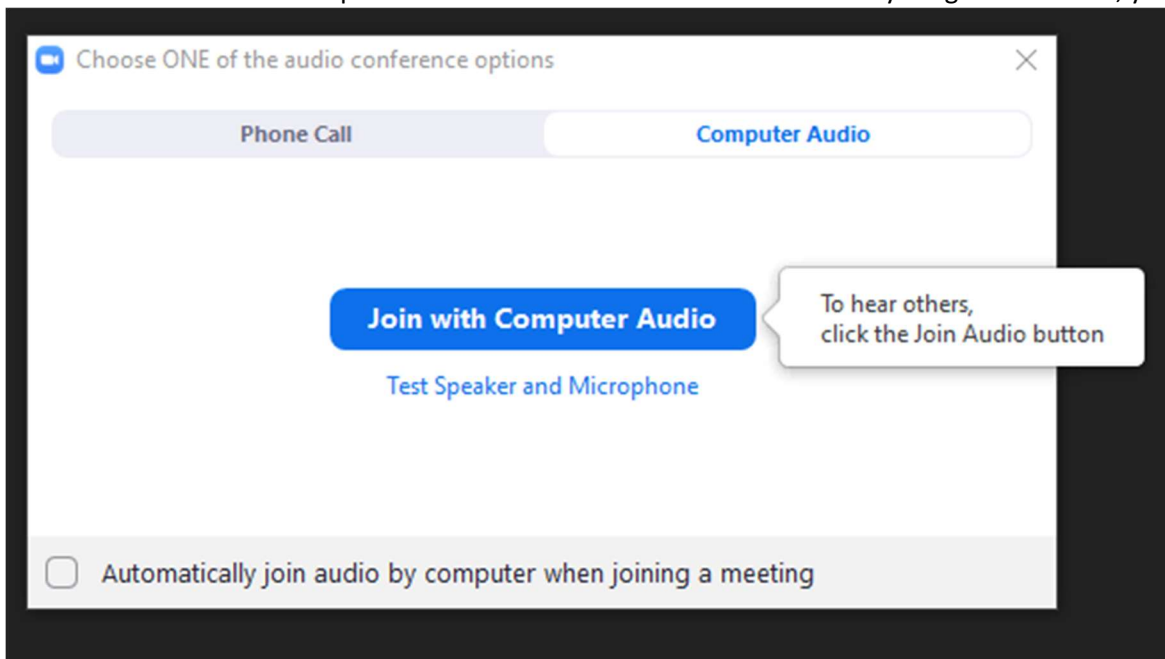 Choose ONE of the audio conference options
Phone Call
Computer Audio
Join with Computer Audio
To hear others,
click the Join Audio button
Test Speaker and Microphone
Automatically join audio by computer when joining a meeting